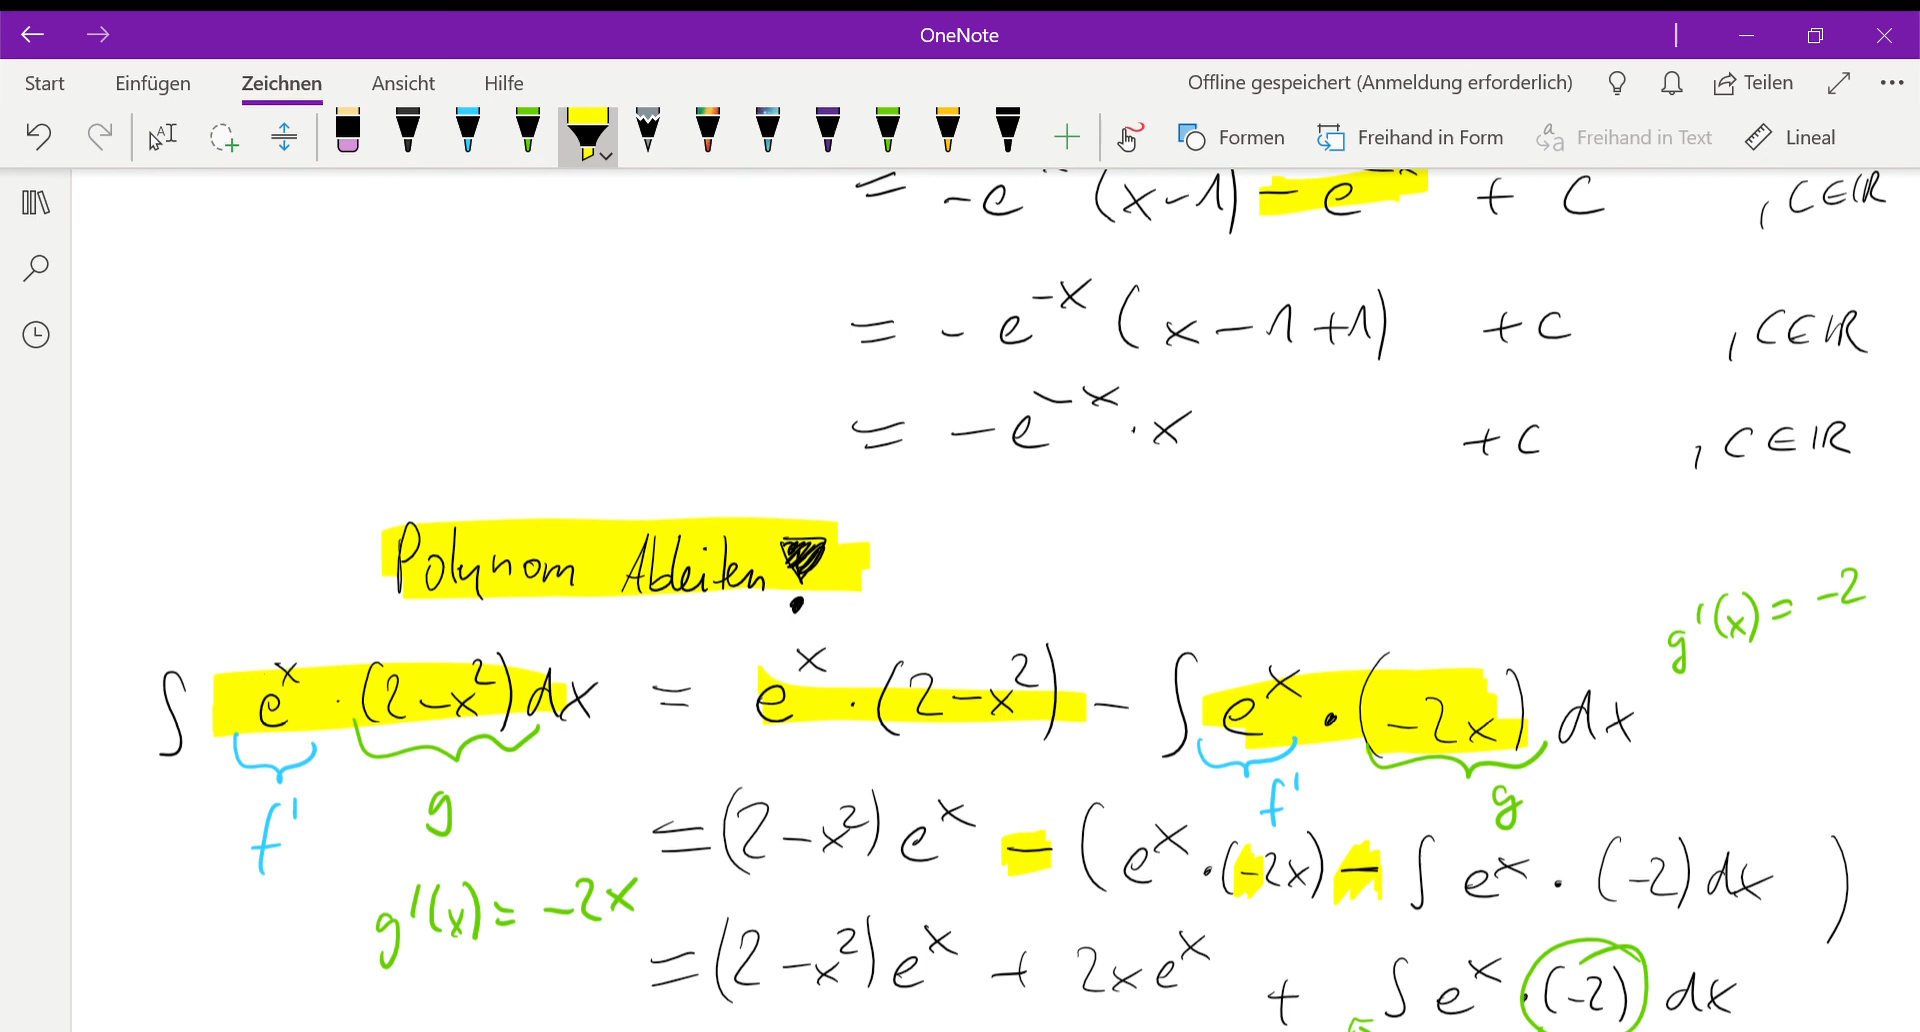 OneNote
Start Einfügen Zeichnen Ansicht Hilfe Offline gespeichert (Anmeldung erforderlich) Teilen
Formen Freihand in Form Freihand in Text Lineal
= -e (x-1) - e^{-x} + C , C∈ℝ
= - e^{-x} (x-1+1) + C , C∈ℝ
= - e^{-x} · x + C , C∈ℝ
Polynom Ableiten !
g'(x) = -2
∫ e^x · (2-x²) dx = e^x · (2-x²) - ∫ e^x · (-2x) dx
f' g f' g
= (2-x²) e^x - (e^x · (-2x) - ∫ e^x · (-2) dx )
g'(x) = -2x
= (2-x²) e^x + 2x e^x + ∫ e^x · (-2) dx